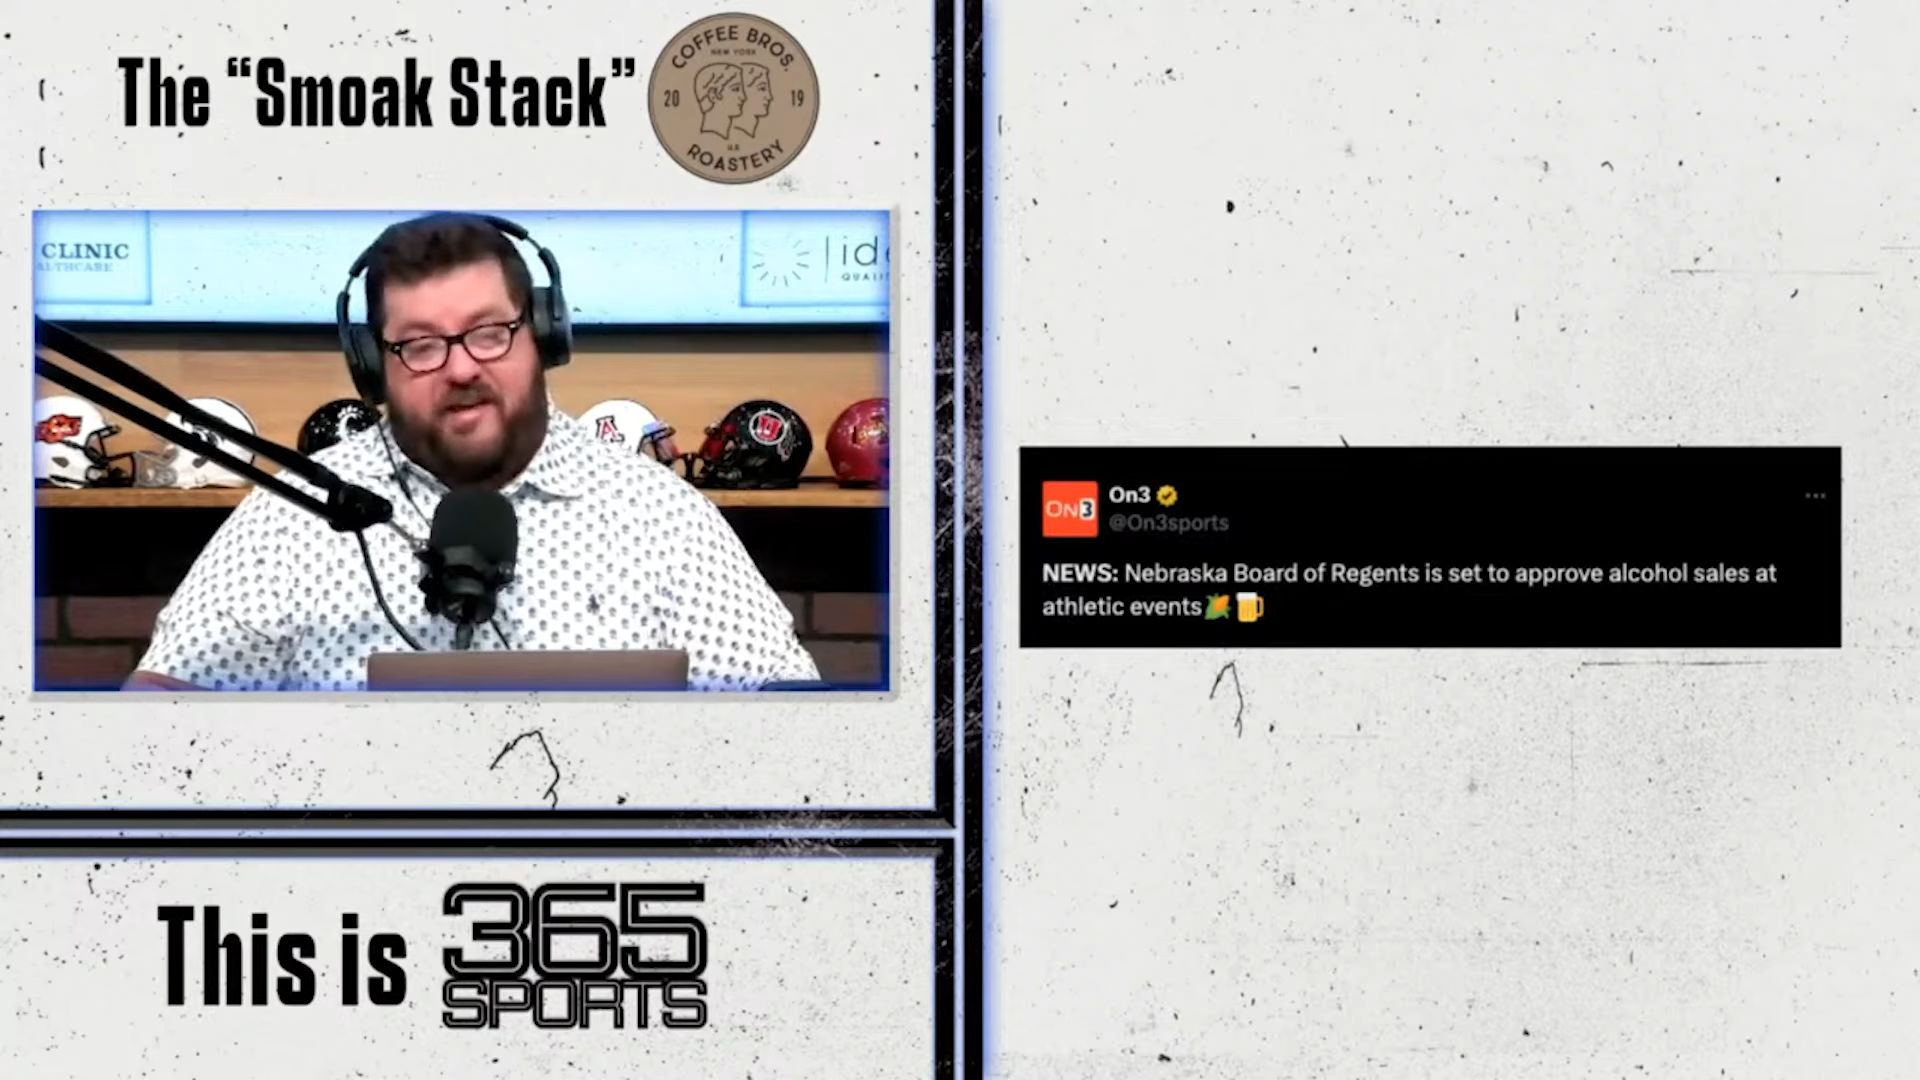 The “Smoak Stack”
COFFEE BROS.
NEW YORK
20 19
ROASTERY
CLINIC
On3
@On3sports
ON3
NEWS: Nebraska Board of Regents is set to approve alcohol sales at
athletic events🌽🍺
This is
365
SPORTS